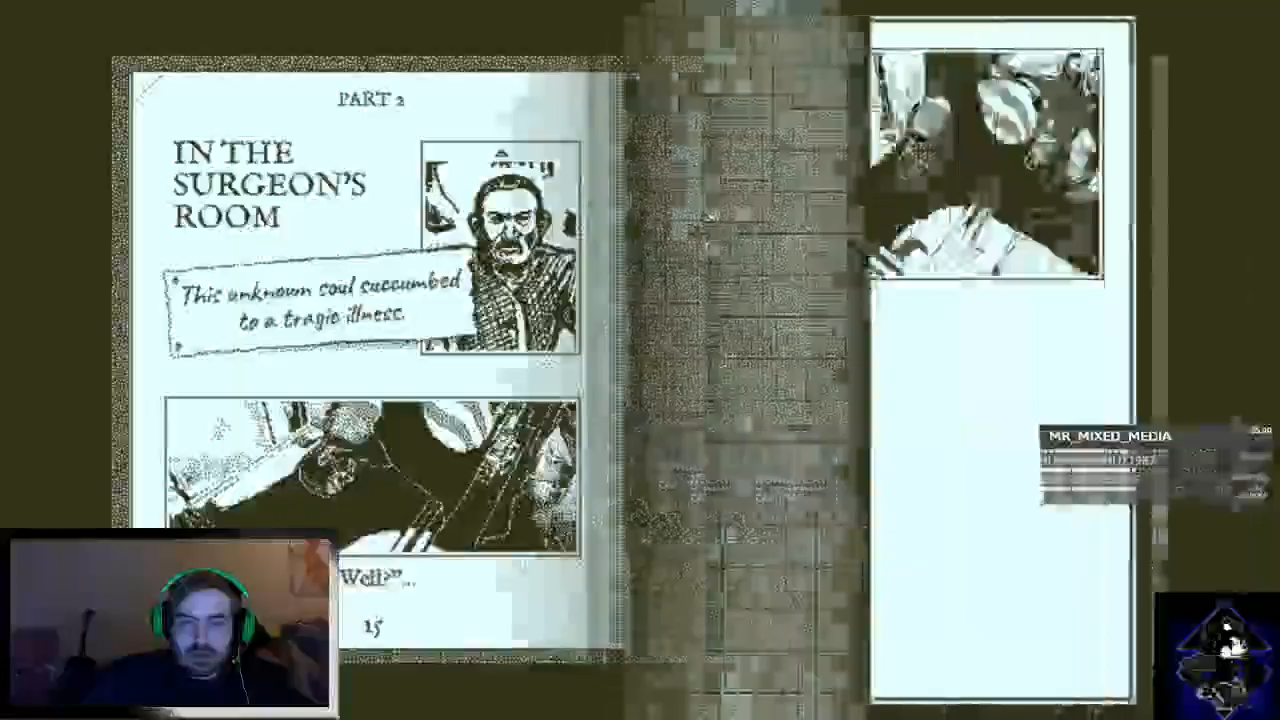 PART 2
IN THE
SURGEON'S
ROOM
This unknown soul succumbed
to a tragic illness.
Well?"...
15
MR_MIXED_MEDIA